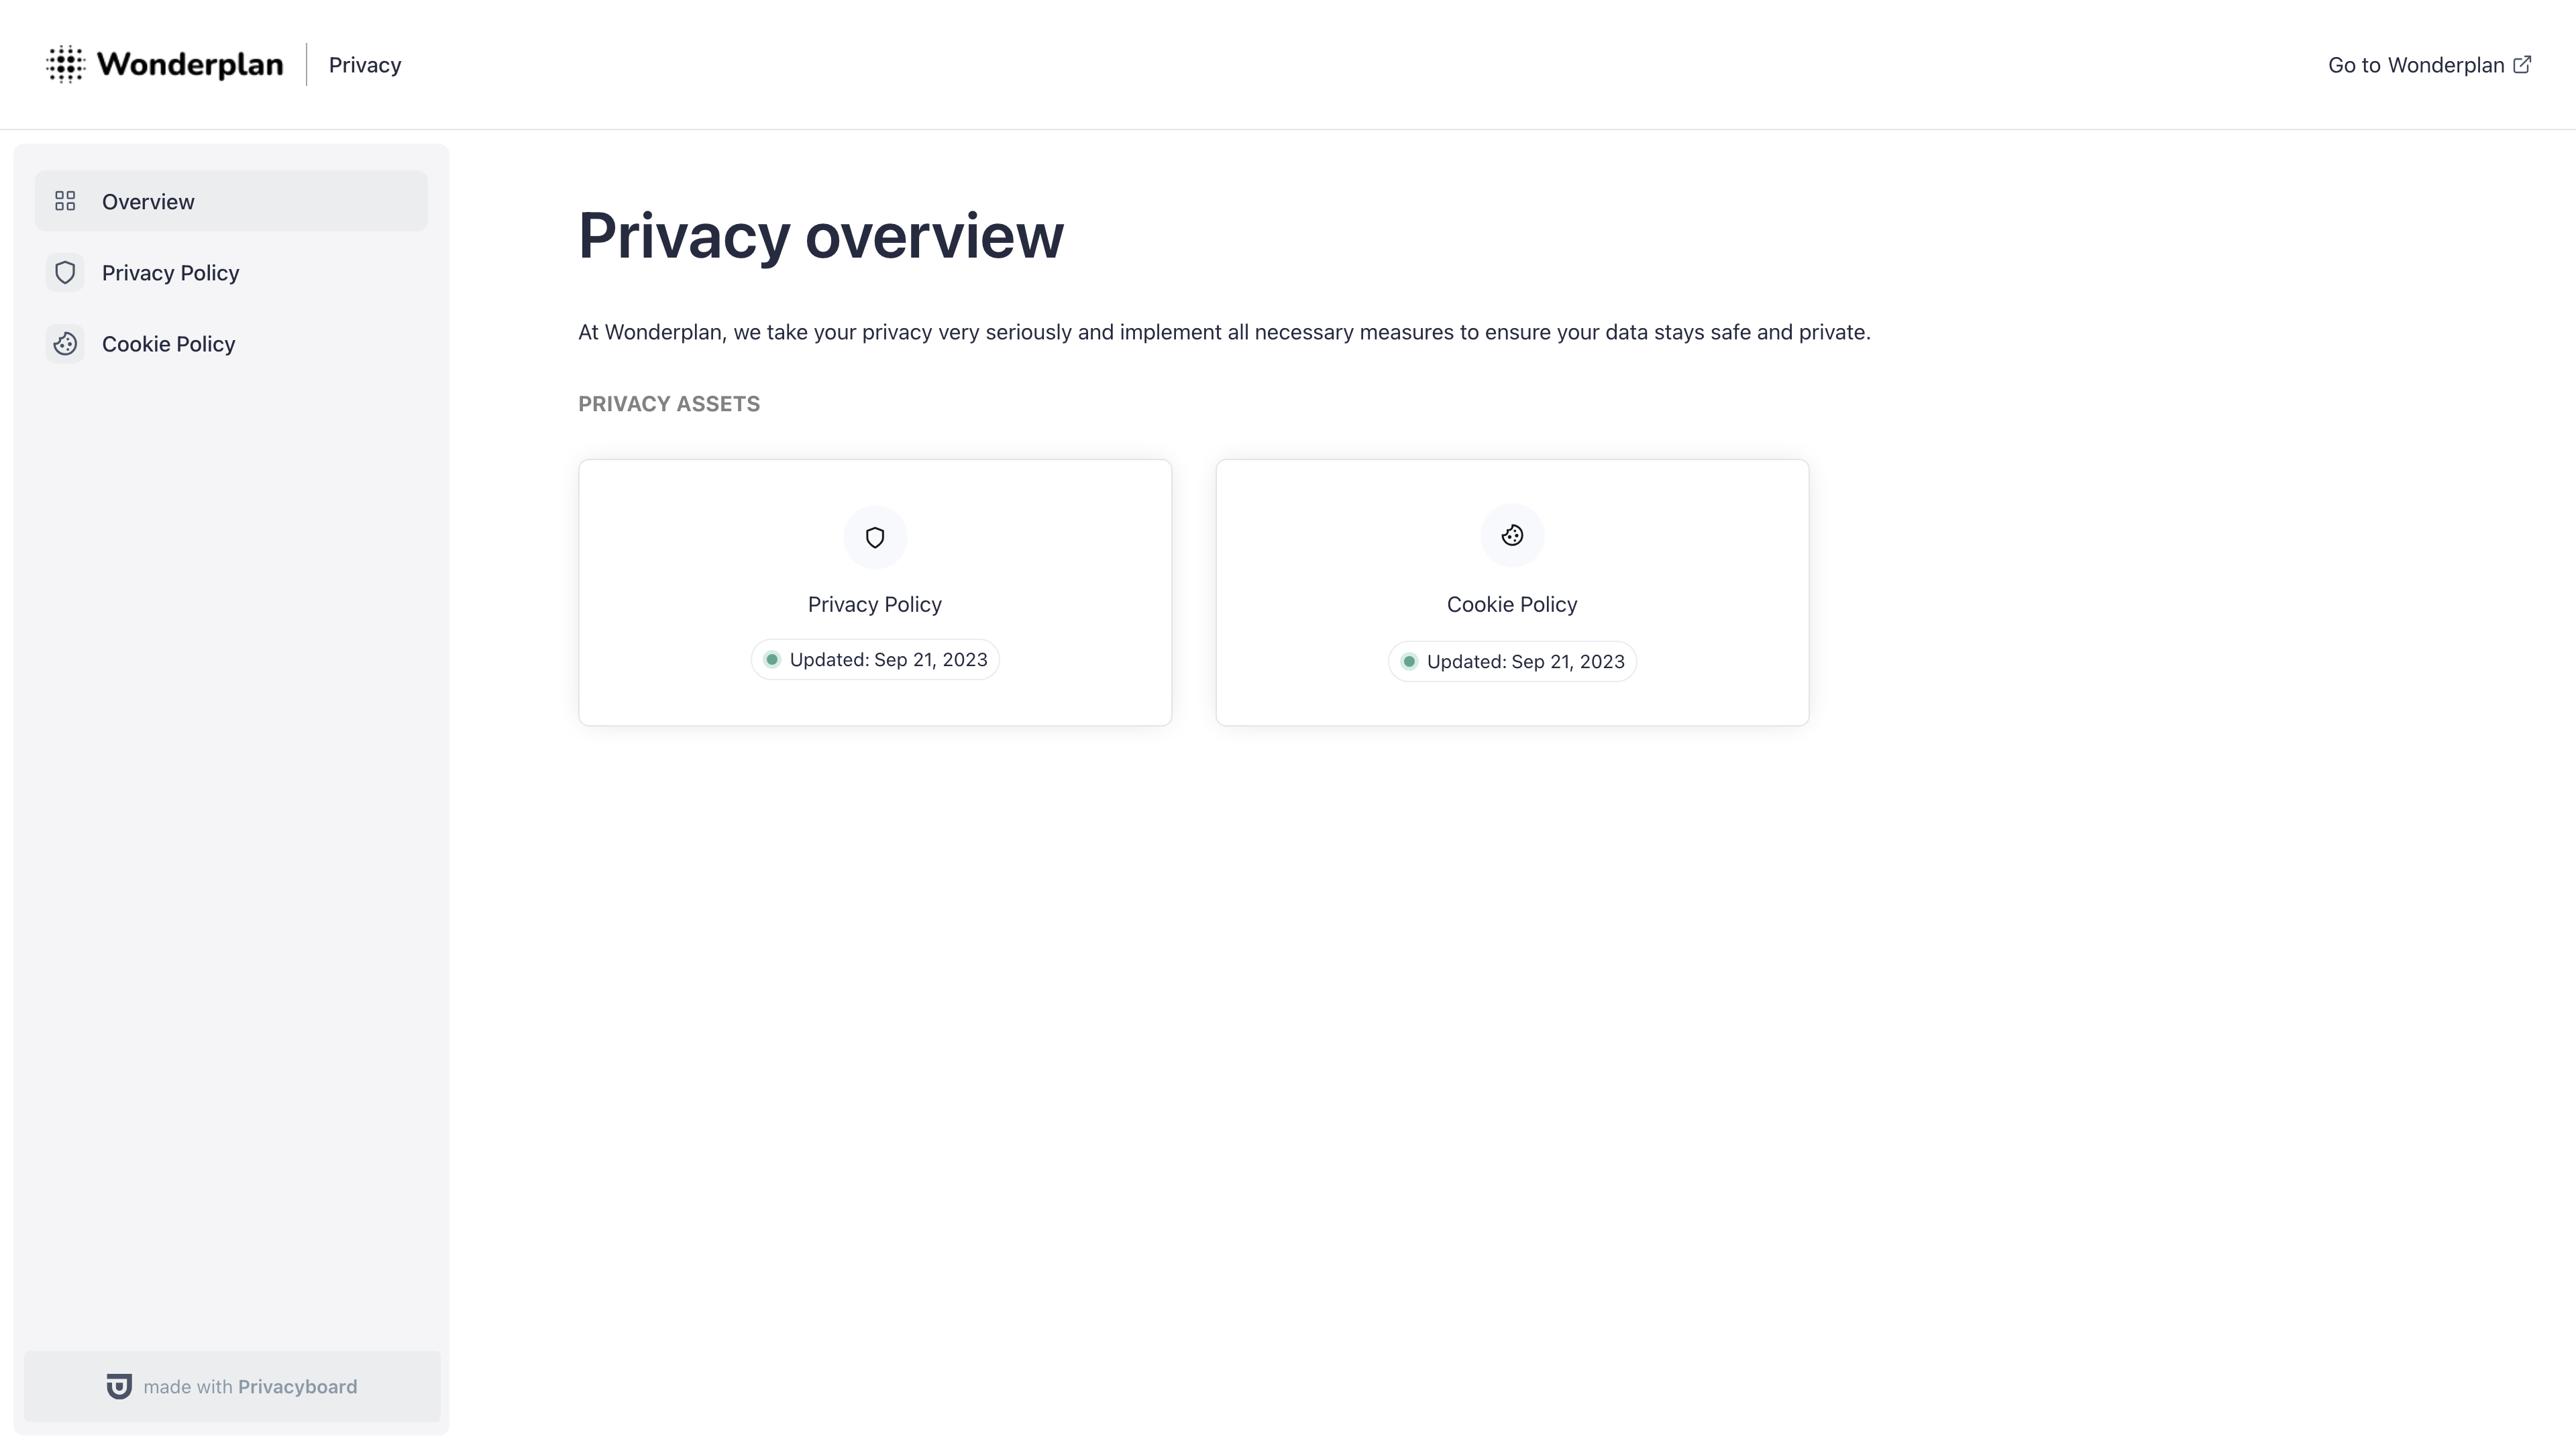 Wonderplan
Privacy
Go to Wonderplan
Overview
Privacy Policy
Cookie Policy
Privacy overview
At Wonderplan, we take your privacy very seriously and implement all necessary measures to ensure your data stays safe and private.
PRIVACY ASSETS
Privacy Policy
Updated: Sep 21, 2023
Cookie Policy
Updated: Sep 21, 2023
made with Privacyboard